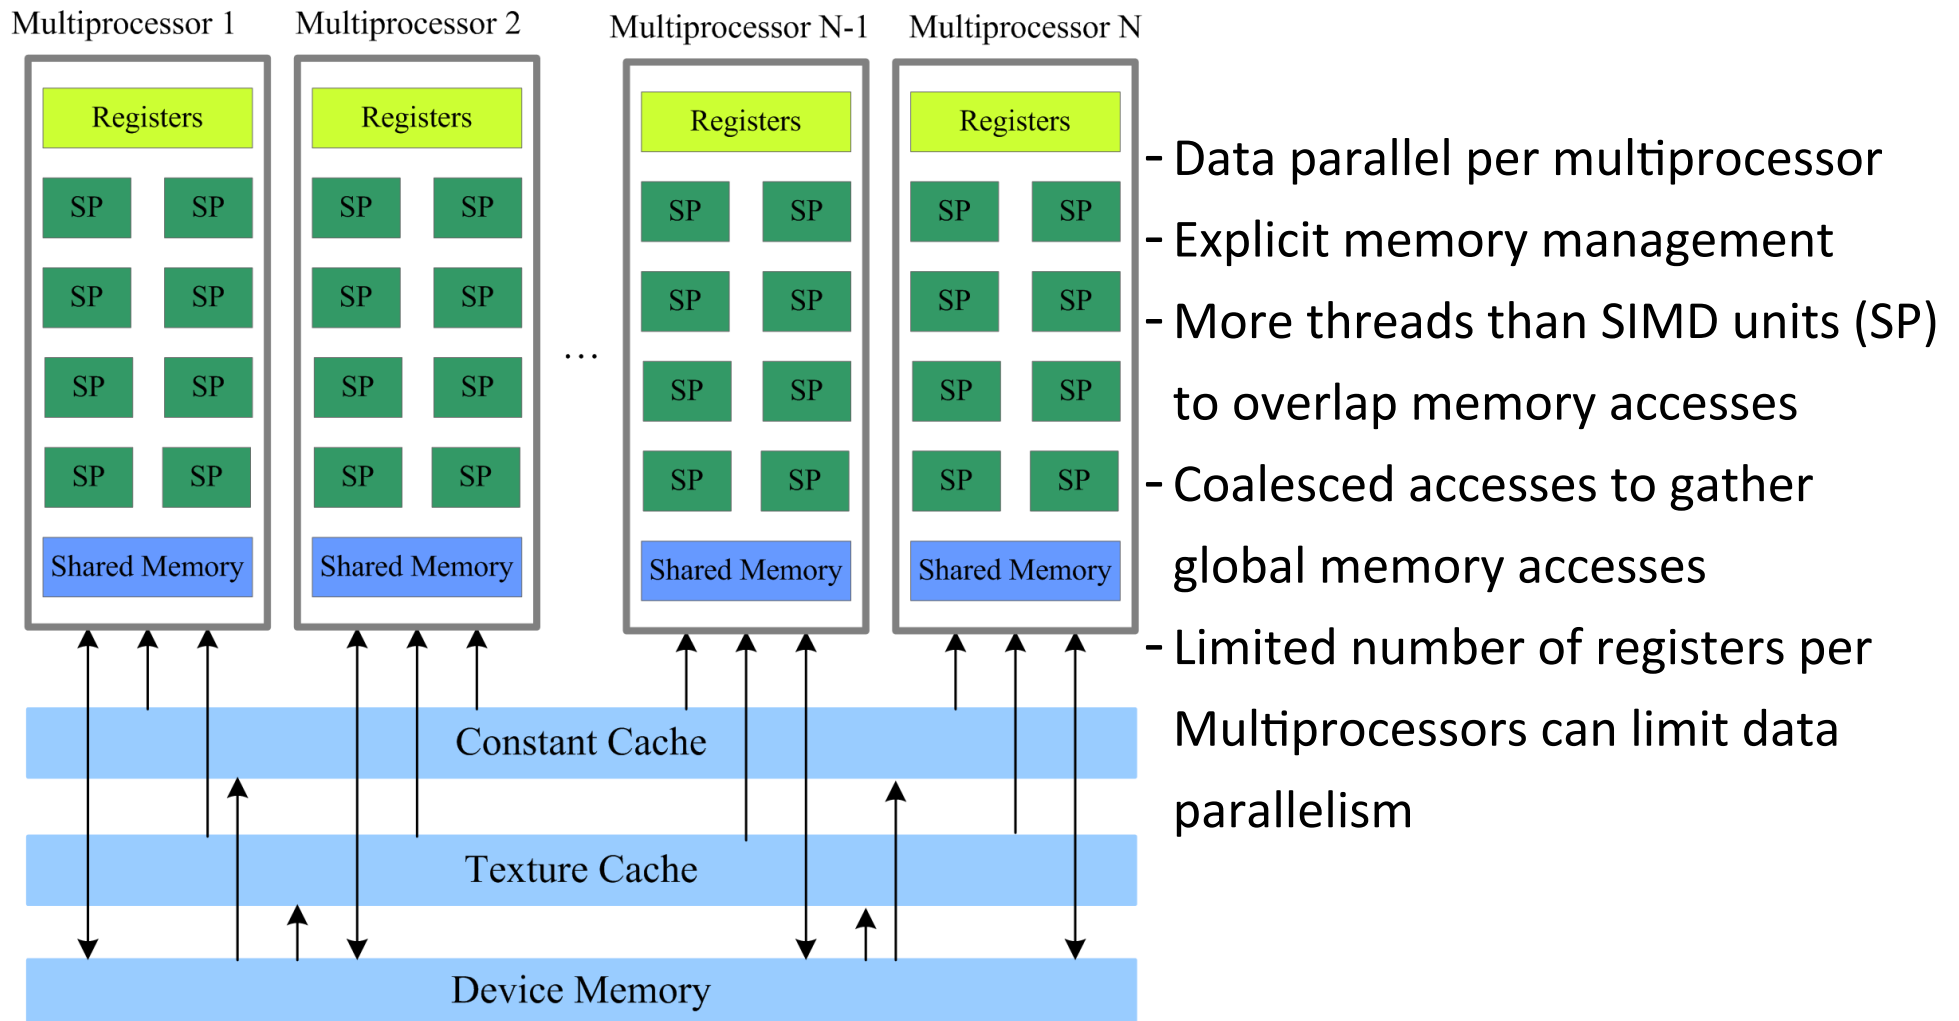 Multiprocessor 1 Multiprocessor 2 Multiprocessor N-1 Multiprocessor N
Registers Registers Registers Registers
SP SP SP SP SP SP SP SP
SP SP SP SP SP SP SP SP
...
SP SP SP SP SP SP SP SP
SP SP SP SP SP SP SP SP
Shared Memory Shared Memory Shared Memory Shared Memory
Constant Cache
Texture Cache
Device Memory
- Data parallel per multiprocessor
- Explicit memory management
- More threads than SIMD units (SP)
to overlap memory accesses
- Coalesced accesses to gather
global memory accesses
- Limited number of registers per
Multiprocessors can limit data
parallelism